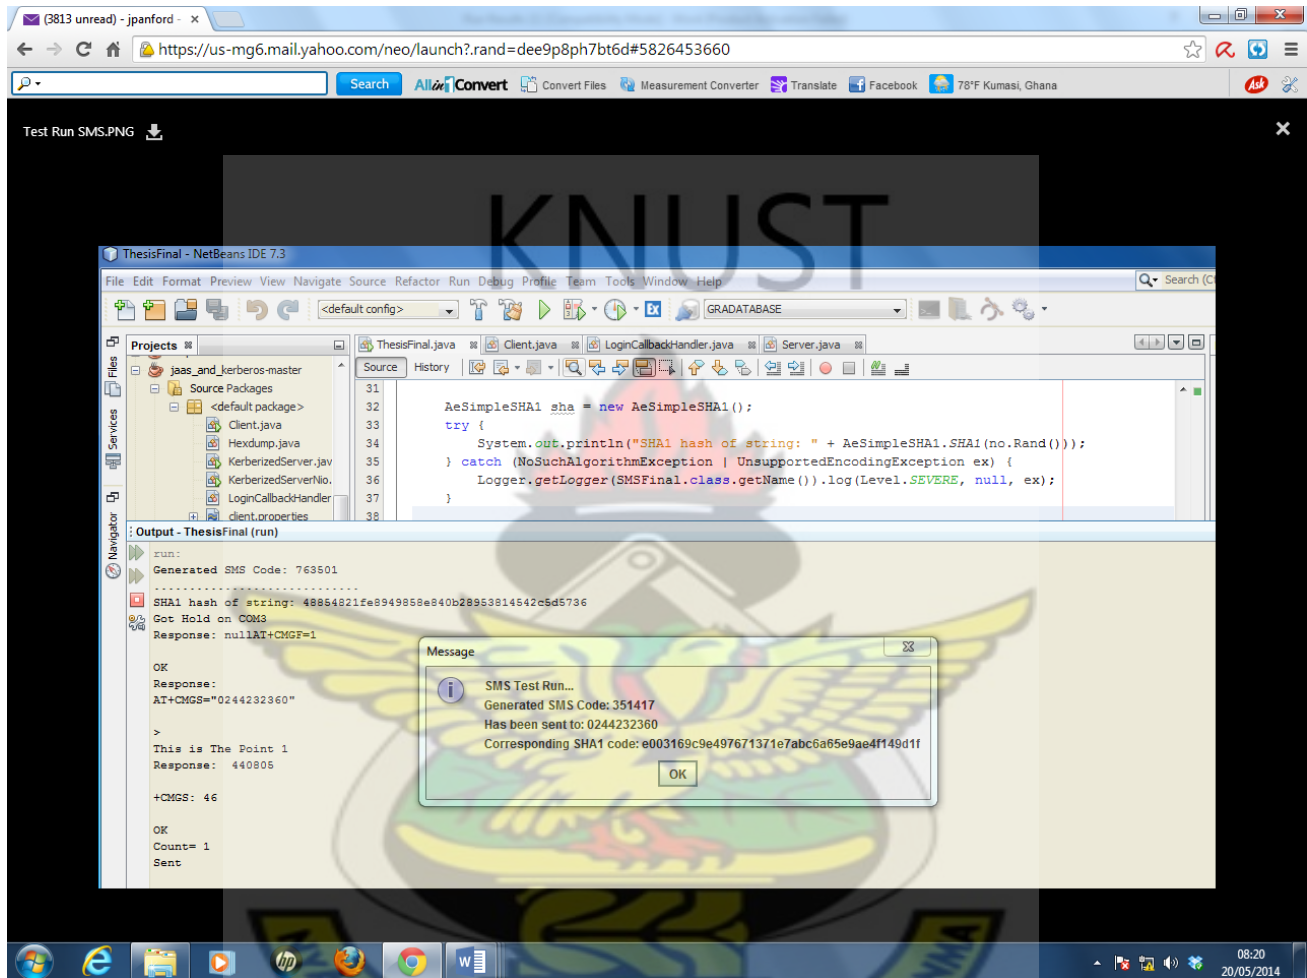 (3813 unread) - jpanford -
https://us-mg6.mail.yahoo.com/neo/launch?.rand=dee9p8ph7bt6d#5826453660
Search Allin1Convert Convert Files Measurement Converter Translate Facebook 78°F Kumasi, Ghana Ask
Test Run SMS.PNG
KNUST
ThesisFinal - NetBeans IDE 7.3
File Edit Format Preview View Navigate Source Refactor Run Debug Profile Team Tools Window Help Search (C
<default config> GRADATABASE
Projects ThesisFinal.java Client.java LoginCallbackHandler.java Server.java
Files
Services
Navigator
jaas_and_kerberos-master
Source Packages
<default package>
Client.java
Hexdump.java
KerberizedServer.jav
KerberizedServerNio.
LoginCallbackHandler
client.properties
Source History
31
32 AeSimpleSHA1 sha = new AeSimpleSHA1();
33 try {
34 System.out.println("SHA1 hash of string: " + AeSimpleSHA1.SHA1(no.Rand()));
35 } catch (NoSuchAlgorithmException | UnsupportedEncodingException ex) {
36 Logger.getLogger(SMSFinal.class.getName()).log(Level.SEVERE, null, ex);
37 }
38
Output - ThesisFinal (run)
run:
Generated SMS Code: 763501
.............................
SHA1 hash of string: 48854821fe8949858e840b28953814542c5d5736
Got Hold on COM3
Response: nullAT+CMGF=1
OK
Response:
AT+CMGS="0244232360"
>
This is The Point 1
Response: 440805
+CMGS: 46
OK
Count= 1
Sent
Message
SMS Test Run...
Generated SMS Code: 351417
Has been sent to: 0244232360
Corresponding SHA1 code: e003169c9e497671371e7abc6a65e9ae4f149d1f
OK
08:20
20/05/2014